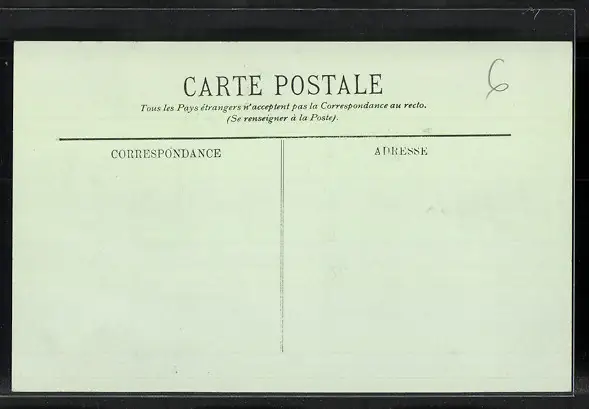 CARTE POSTALE
6
Tous les Pays étrangers n'acceptent pas la Correspondance au recto.
(Se renseigner à la Poste).
CORRESPONDANCE
ADRESSE